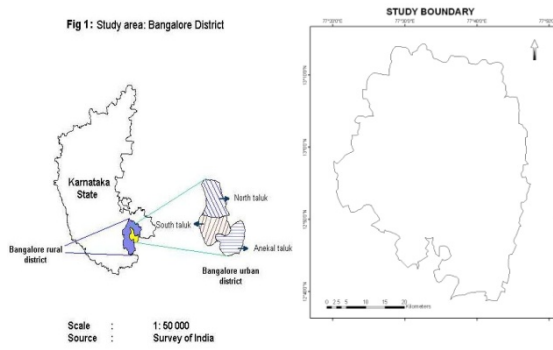 Fig 1: Study area: Bangalore District
Karnataka
State
North taluk
South taluk
Anekal taluk
Bangalore rural
district
Bangalore urban
district
Scale : 1: 50 000
Source : Survey of India
STUDY BOUNDARY
0 2.5 5 10 15 20
Kilometers